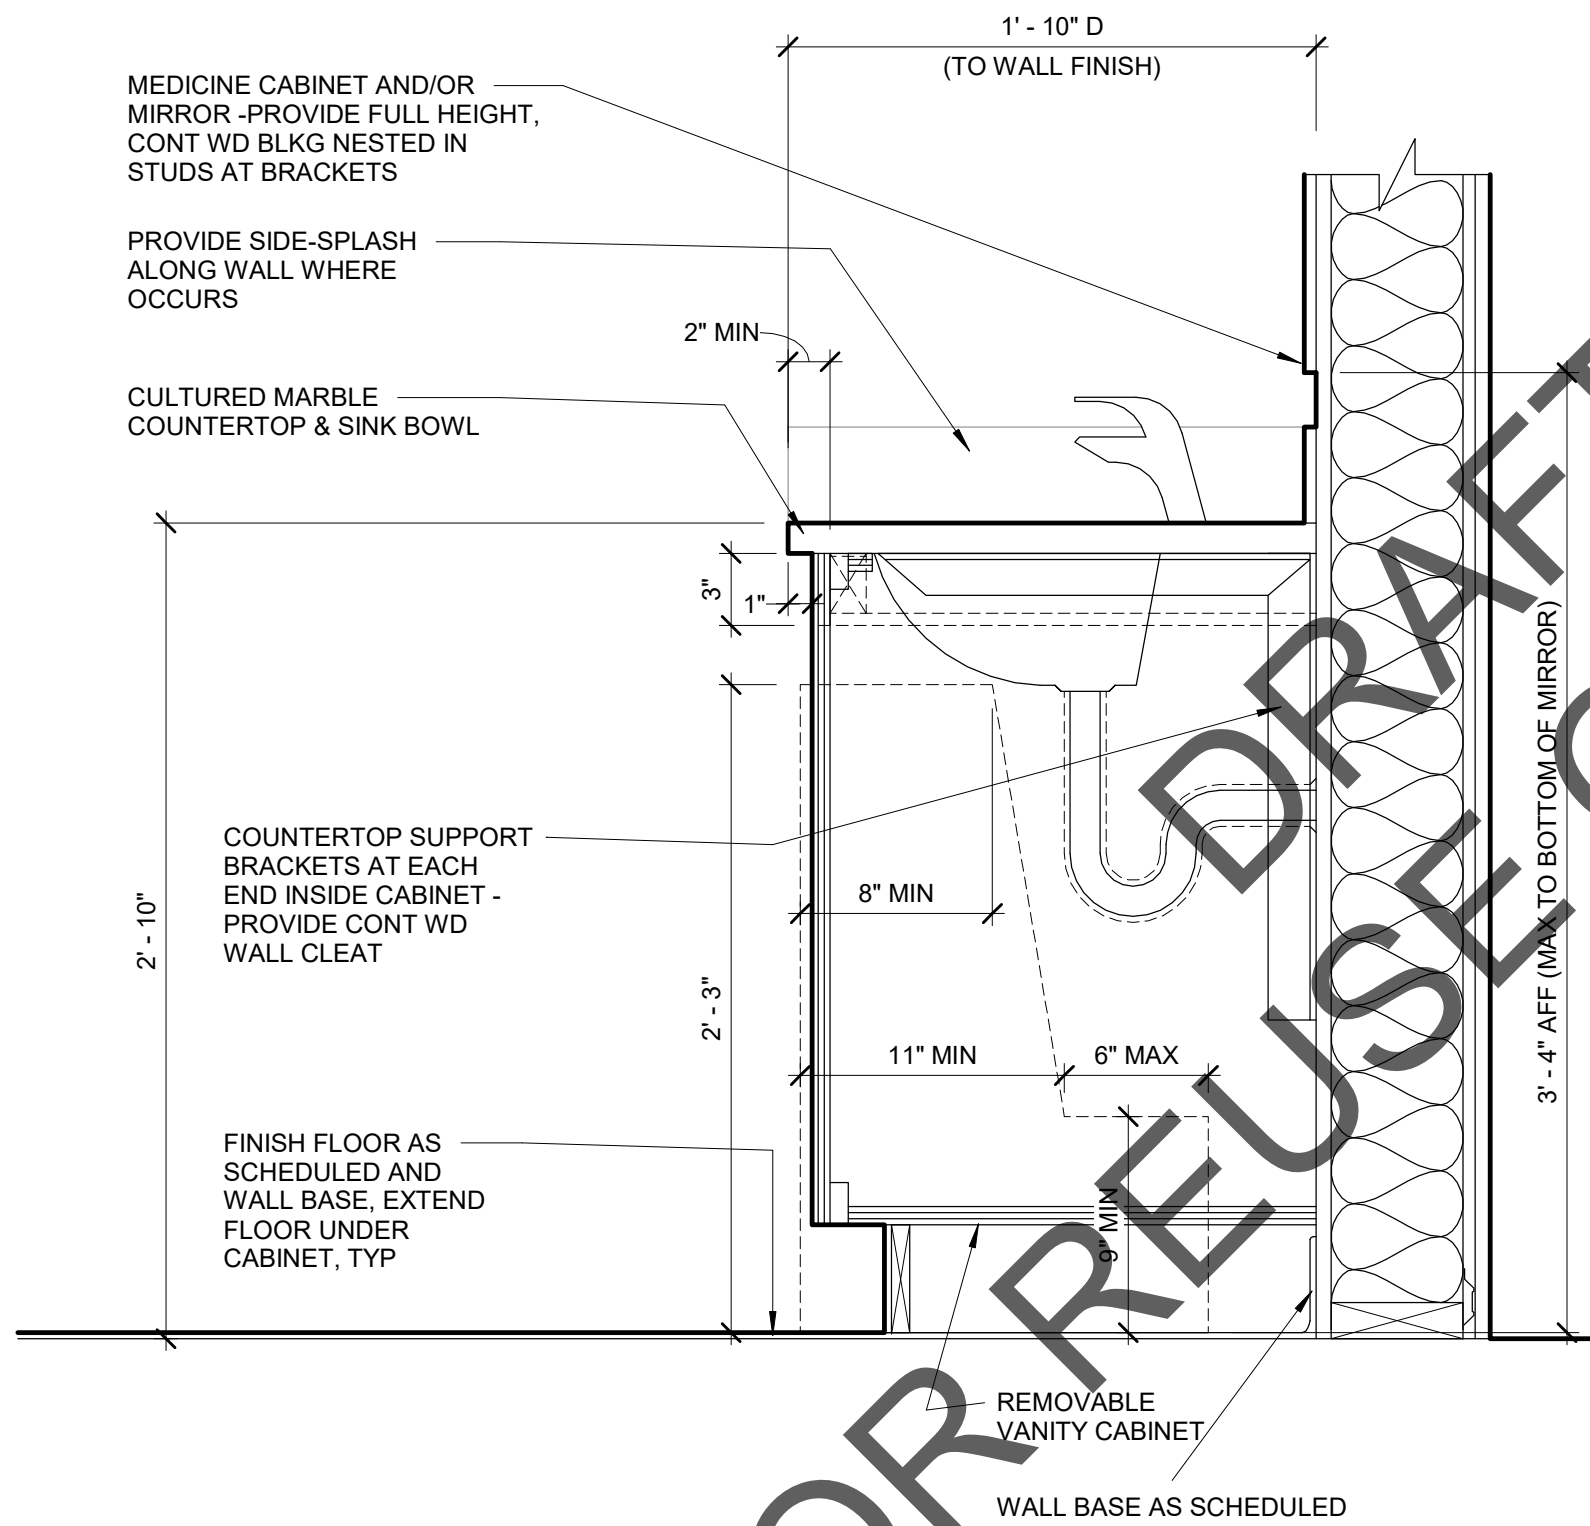 1' - 10" D
(TO WALL FINISH)
MEDICINE CABINET AND/OR
MIRROR -PROVIDE FULL HEIGHT,
CONT WD BLKG NESTED IN
STUDS AT BRACKETS
PROVIDE SIDE-SPLASH
ALONG WALL WHERE
OCCURS
2" MIN
CULTURED MARBLE
COUNTERTOP & SINK BOWL
3"
1"
COUNTERTOP SUPPORT
BRACKETS AT EACH
END INSIDE CABINET -
PROVIDE CONT WD
WALL CLEAT
8" MIN
2' - 10"
2' - 3"
11" MIN
6" MAX
3' - 4" AFF (MAX TO BOTTOM OF MIRROR)
FINISH FLOOR AS
SCHEDULED AND
WALL BASE, EXTEND
FLOOR UNDER
CABINET, TYP
9" MIN
REMOVABLE
VANITY CABINET
WALL BASE AS SCHEDULED
DRAFT
OR REUSE